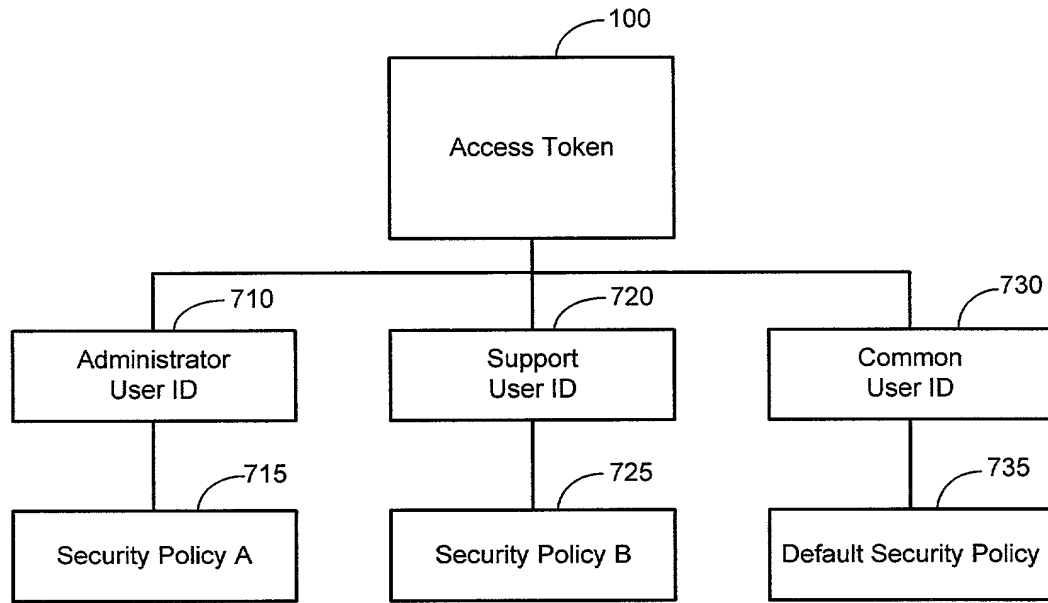 100
Access Token
710
720
730
Administrator
User ID
Support
User ID
Common
User ID
715
725
735
Security Policy A
Security Policy B
Default Security Policy